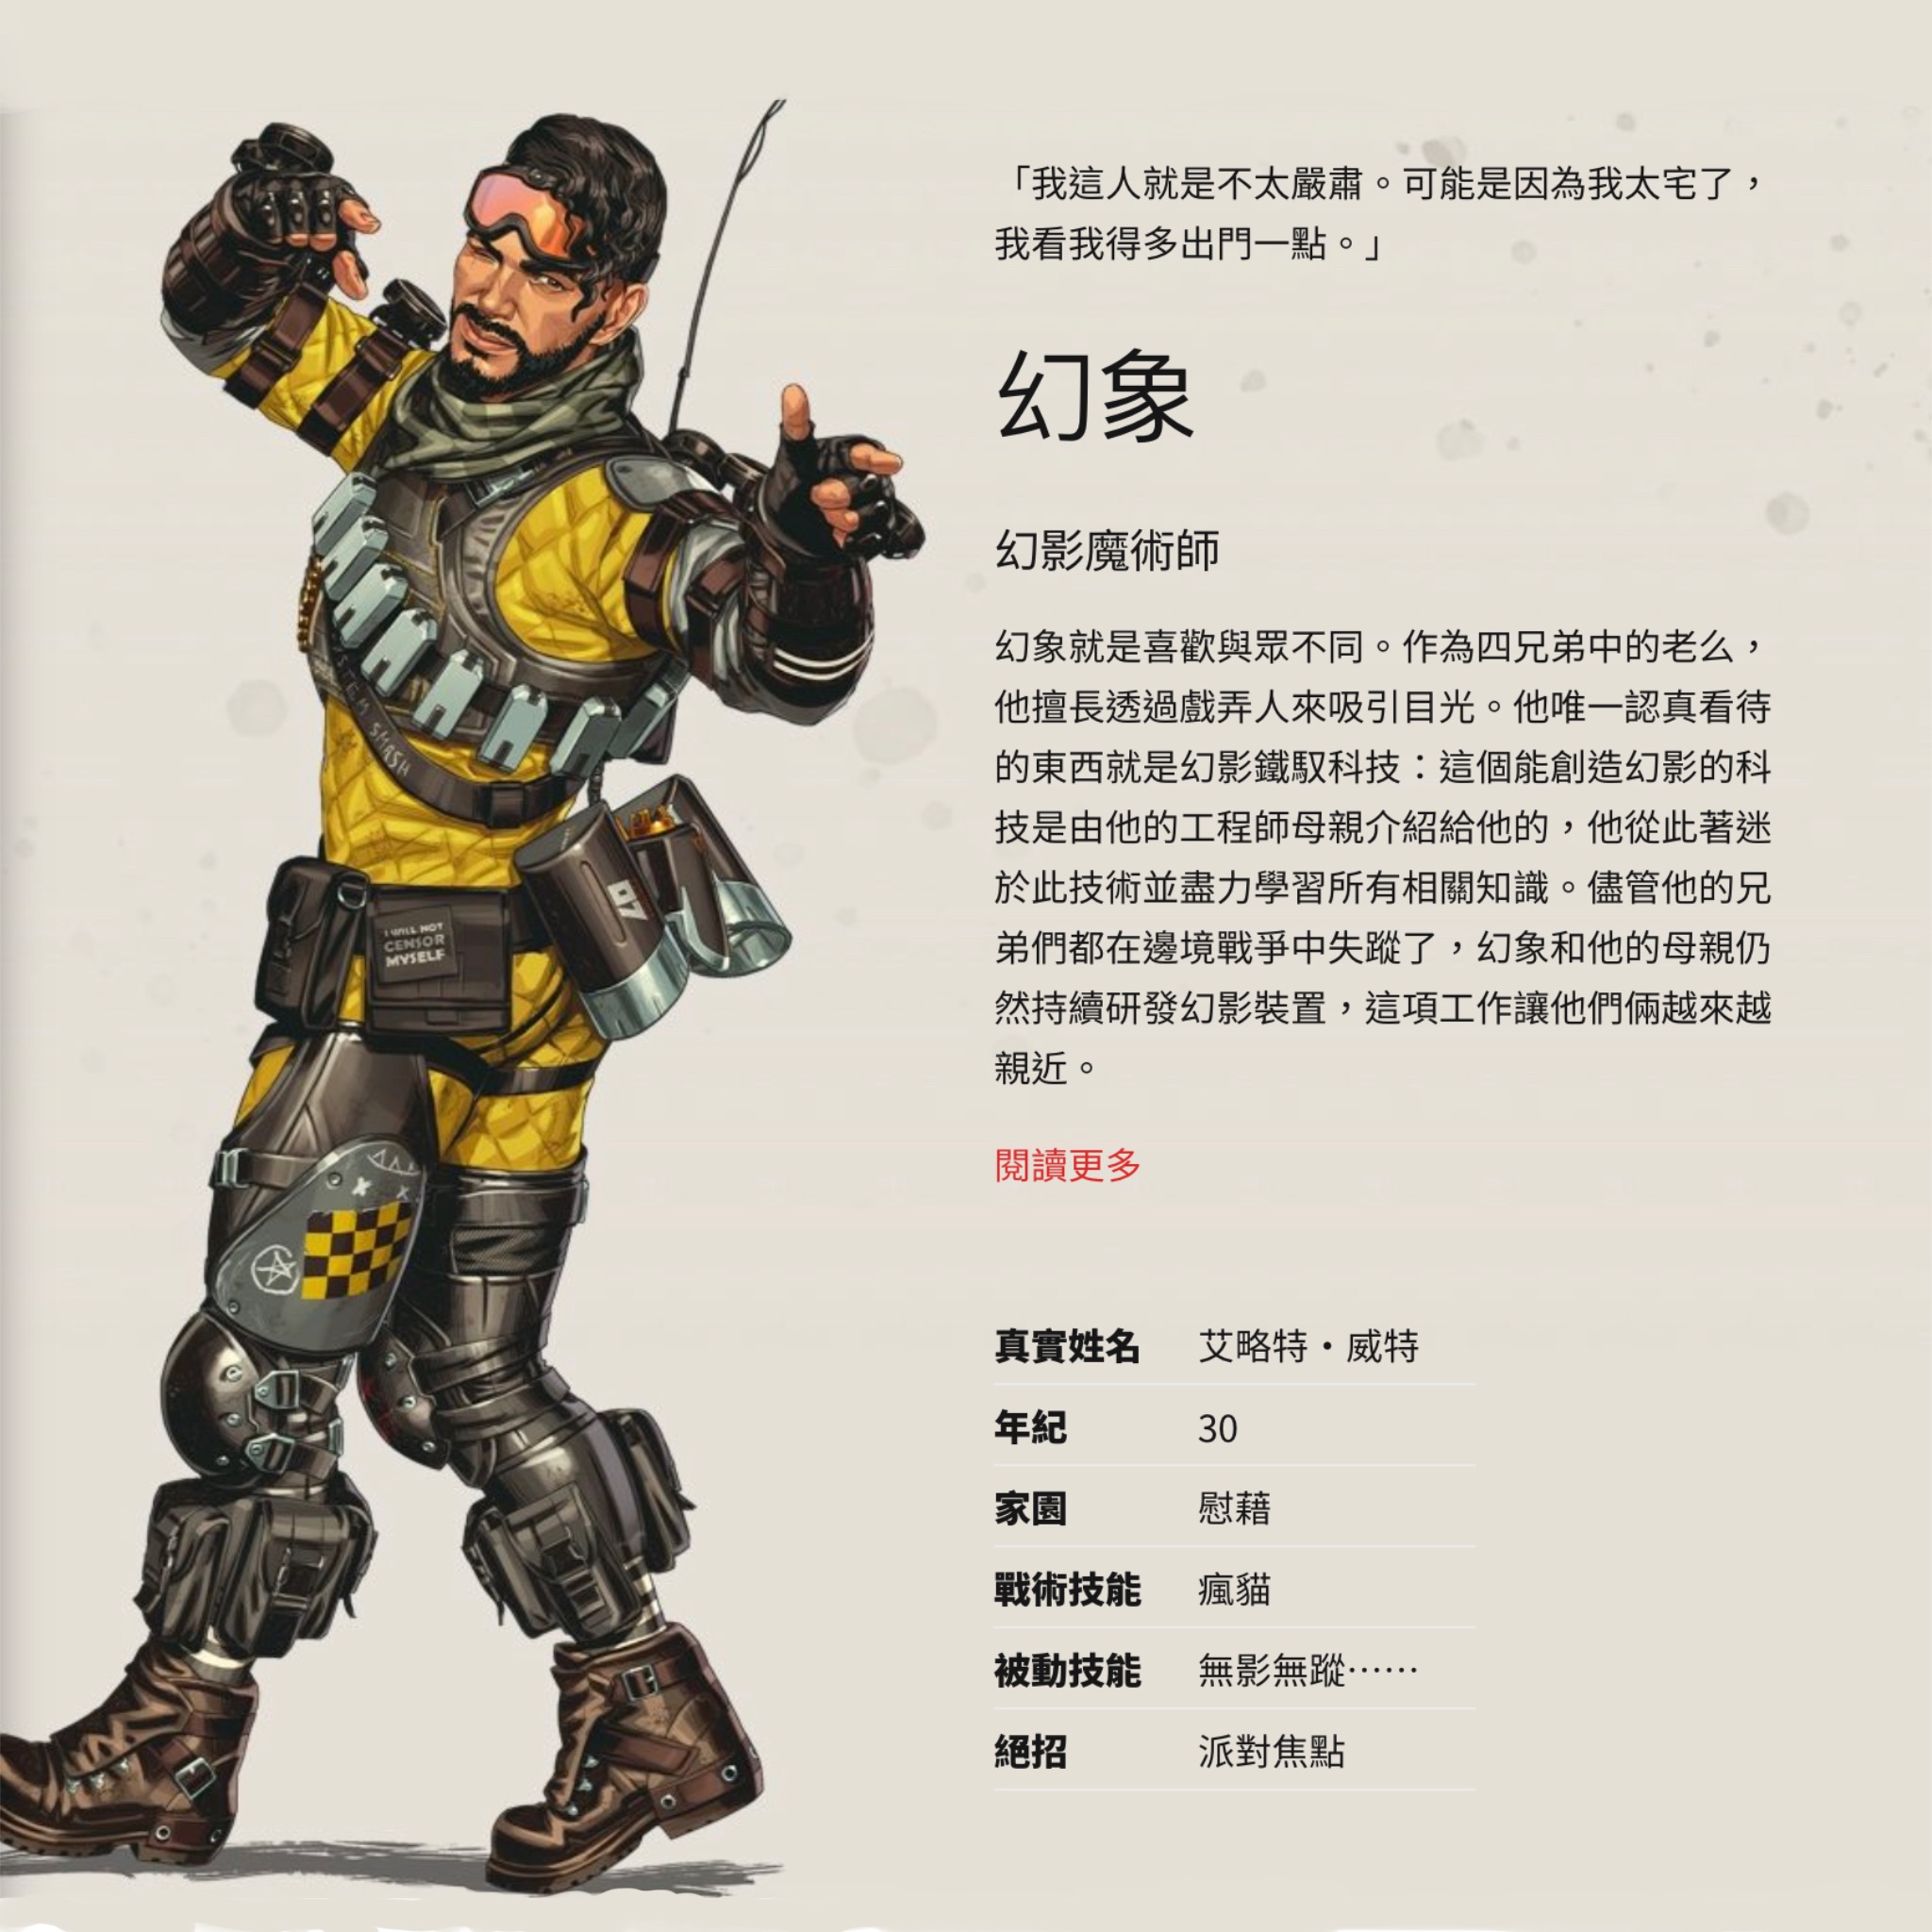 「我這人就是不太嚴肅。可能是因為我太宅了，
我看我得多出門一點。」
幻象
幻影魔術師
幻象就是喜歡與眾不同。作為四兄弟中的老么，
他擅長透過戲弄人來吸引目光。他唯一認真看待
的東西就是幻影鐵馭科技：這個能創造幻影的科
技是由他的工程師母親介紹給他的，他從此著迷
於此技術並盡力學習所有相關知識。儘管他的兄
弟們都在邊境戰爭中失蹤了，幻象和他的母親仍
然持續研發幻影裝置，這項工作讓他們倆越來越
親近。
閱讀更多
真實姓名 艾略特・威特
年紀 30
家園 慰藉
戰術技能 瘋貓
被動技能 無影無蹤⋯⋯
絕招 派對焦點
SMASH
97
I WILL NOT
CENSOR
MYSELF